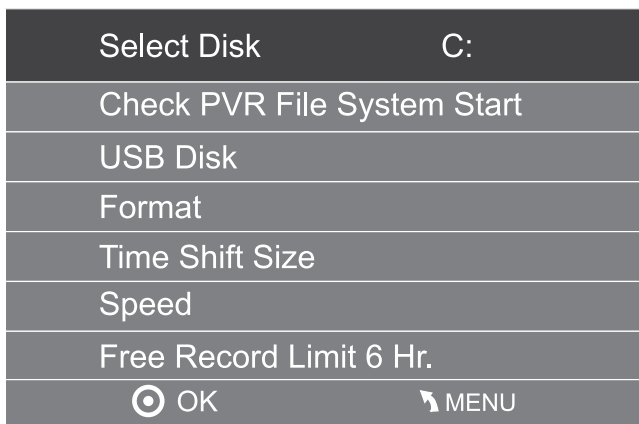 Select Disk C:
Check PVR File System Start
USB Disk
Format
Time Shift Size
Speed
Free Record Limit 6 Hr.
OK MENU